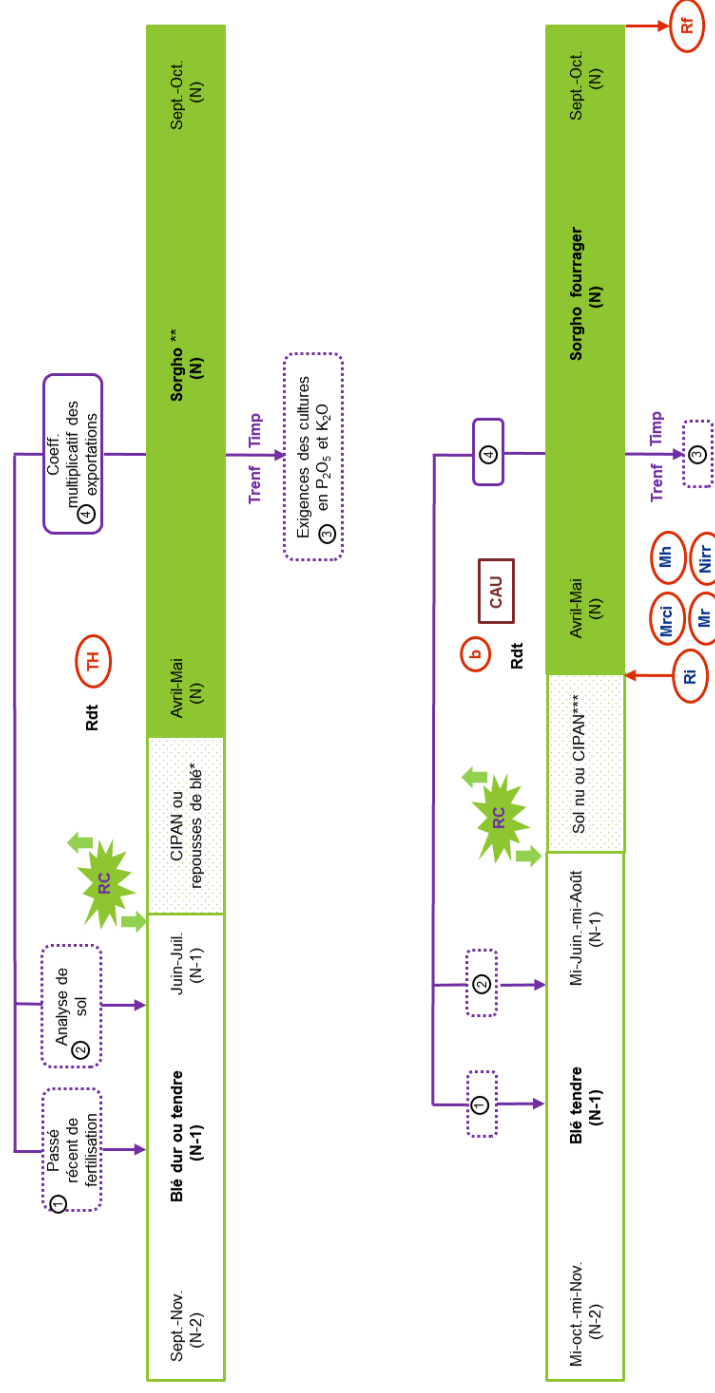 1 Passé
récent de
fertilisation
Analyse de
2 sol
Coeff.
multiplicatif des
4 exportations
RC
Rdt
TH
Sept.-Nov.
(N-2)
Blé dur ou tendre
(N-1)
Juin-Juil.
(N-1)
CIPAN ou
repousses de blé*
Avril-Mai
(N)
Sorgho **
(N)
Sept.-Oct.
(N)
Trenf Timp
Exigences des cultures
3 en P₂O₅ et K₂O
1
2
4
RC
b
CAU
Rdt
Mi-oct.-mi-Nov.
(N-2)
Blé tendre
(N-1)
Mi-Juin.-mi-Août
(N-1)
Sol nu ou CIPAN***
Avril-Mai
(N)
Sorgho fourrager
(N)
Sept.-Oct.
(N)
Ri
Mrci
Mh
Mr
Nirr
Trenf Timp
3
Rf